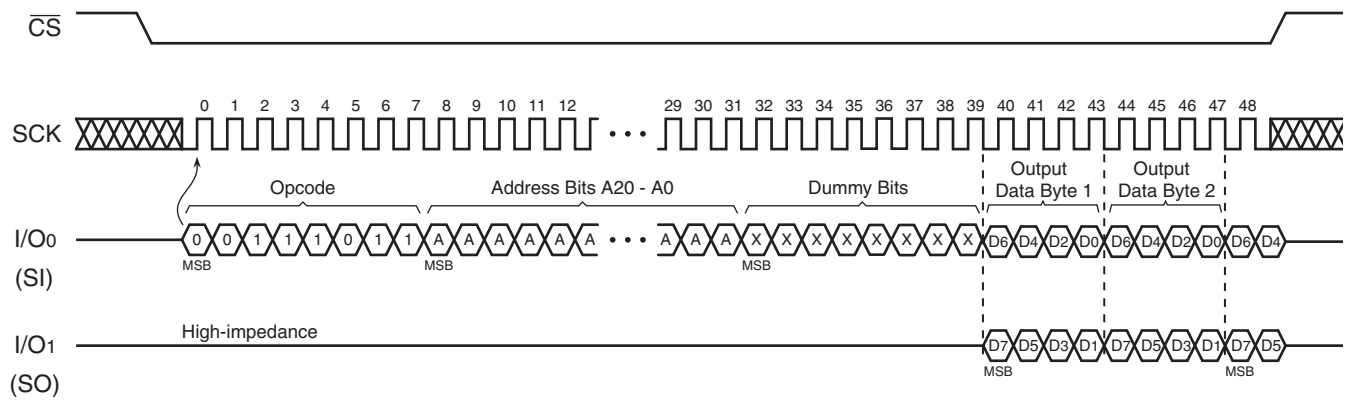 CS
0 1 2 3 4 5 6 7 8 9 10 11 12 29 30 31 32 33 34 35 36 37 38 39 40 41 42 43 44 45 46 47 48
SCK • • •
Opcode Address Bits A20 - A0 Dummy Bits Output Data Byte 1 Output Data Byte 2
I/O0 0 0 1 1 1 0 1 1 A A A A A A • • • A A A X X X X X X X X D6 D4 D2 D0 D6 D4 D2 D0 D6 D4
(SI) MSB MSB MSB
High-impedance
I/O1 D7 D5 D3 D1 D7 D5 D3 D1 D7 D5
(SO) MSB MSB